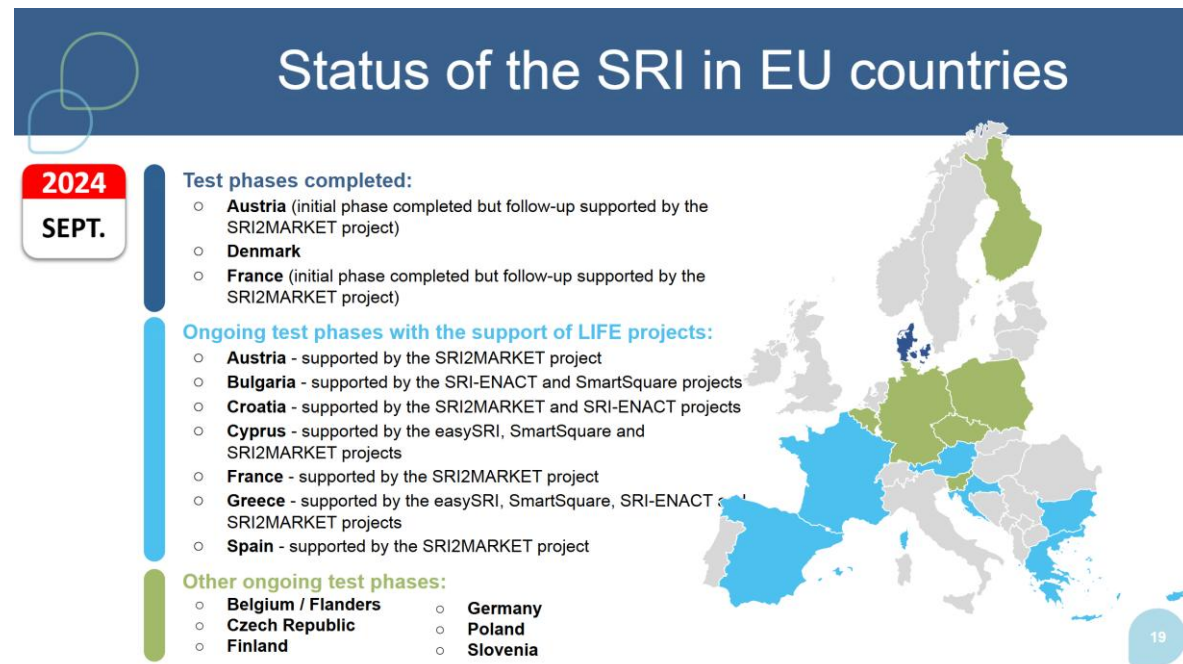 Status of the SRI in EU countries
2024
SEPT.
Test phases completed:
○ Austria (initial phase completed but follow-up supported by the
SRI2MARKET project)
○ Denmark
○ France (initial phase completed but follow-up supported by the
SRI2MARKET project)
Ongoing test phases with the support of LIFE projects:
○ Austria - supported by the SRI2MARKET project
○ Bulgaria - supported by the SRI-ENACT and SmartSquare projects
○ Croatia - supported by the SRI2MARKET and SRI-ENACT projects
○ Cyprus - supported by the easySRI, SmartSquare and
SRI2MARKET projects
○ France - supported by the SRI2MARKET project
○ Greece - supported by the easySRI, SmartSquare, SRI-ENACT
SRI2MARKET projects
○ Spain - supported by the SRI2MARKET project
Other ongoing test phases:
○ Belgium / Flanders
○ Czech Republic
○ Finland
○ Germany
○ Poland
○ Slovenia
19